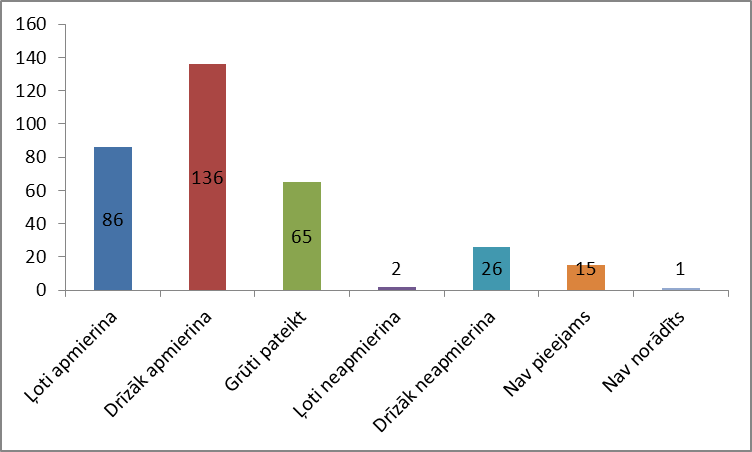 160
140
120
100
80
60
40
20
0
86
136
65
2
26
15
1
Ļoti apmierina
Drīzāk apmierina
Grūti pateikt
Ļoti neapmierina
Drīzāk neapmierina
Nav pieejams
Nav norādīts